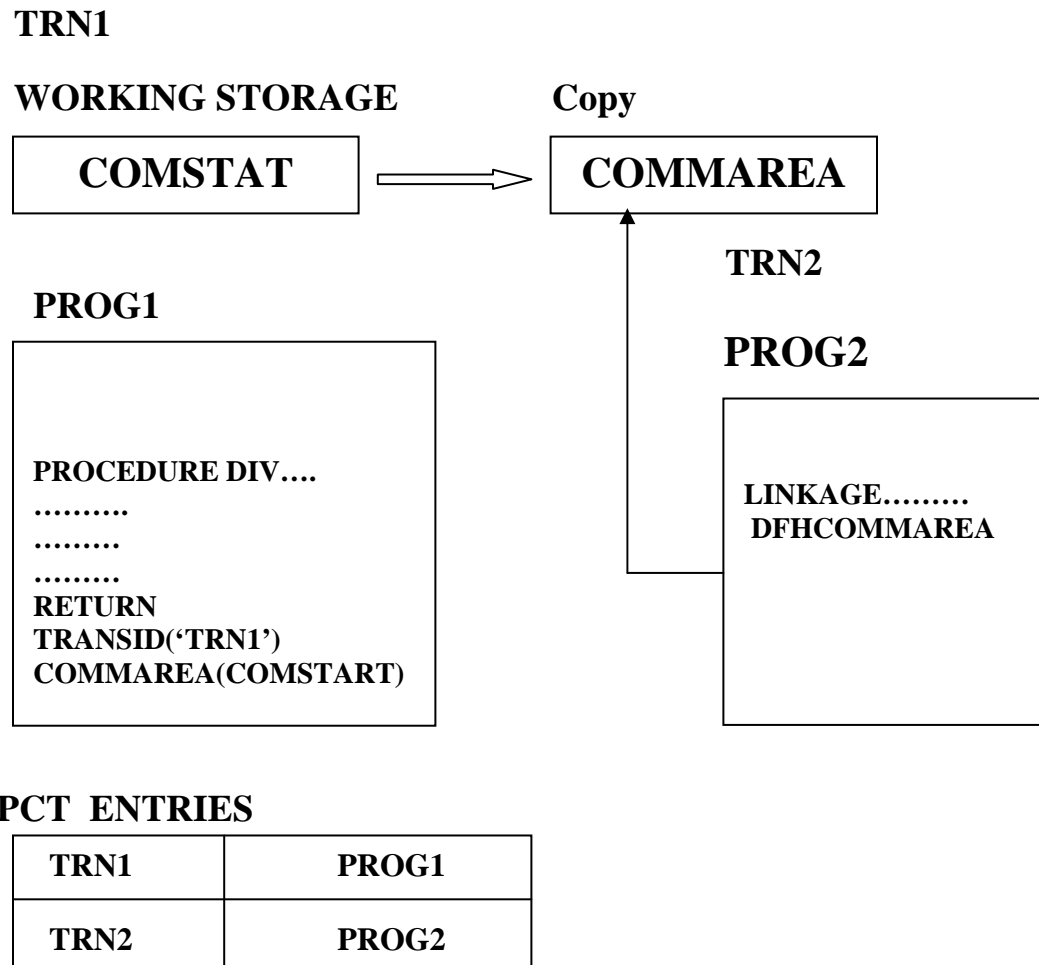 TRN1
WORKING STORAGE
Copy
COMSTAT
COMMAREA
TRN2
PROG1
PROG2
PROCEDURE DIV….
……….
………
………
RETURN
TRANSID(‘TRN1’)
COMMAREA(COMSTART)
LINKAGE………
DFHCOMMAREA
PCT ENTRIES
TRN1 PROG1
TRN2 PROG2